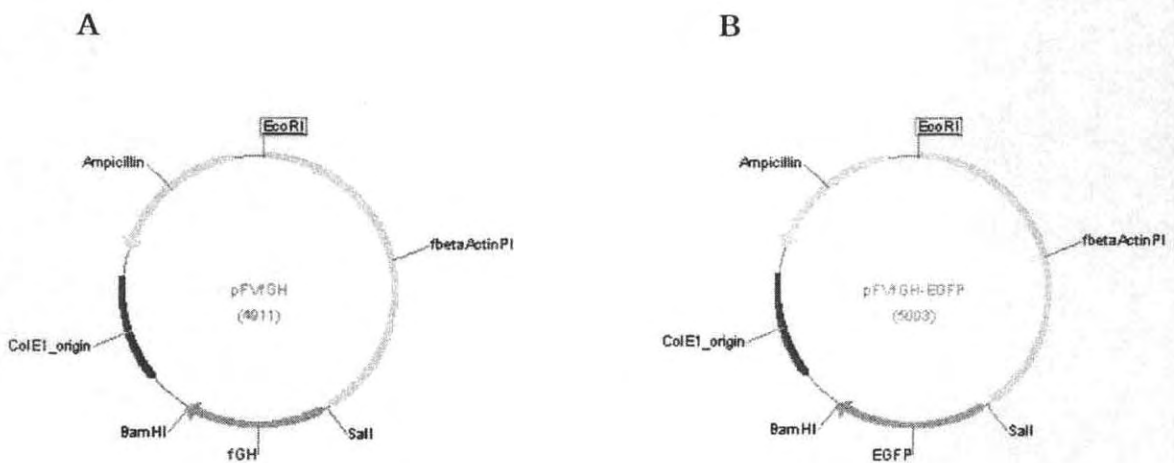 A
B
EcoRI
Ampicillin
fbetaActinPI
ColE1_origin
BamHI
fGH
SalI
pFVfGH
(4911)
EcoRI
Ampicillin
fbetaActinPI
ColE1_origin
BamHI
EGFP
SalI
pFVfGH-EGFP
(5003)